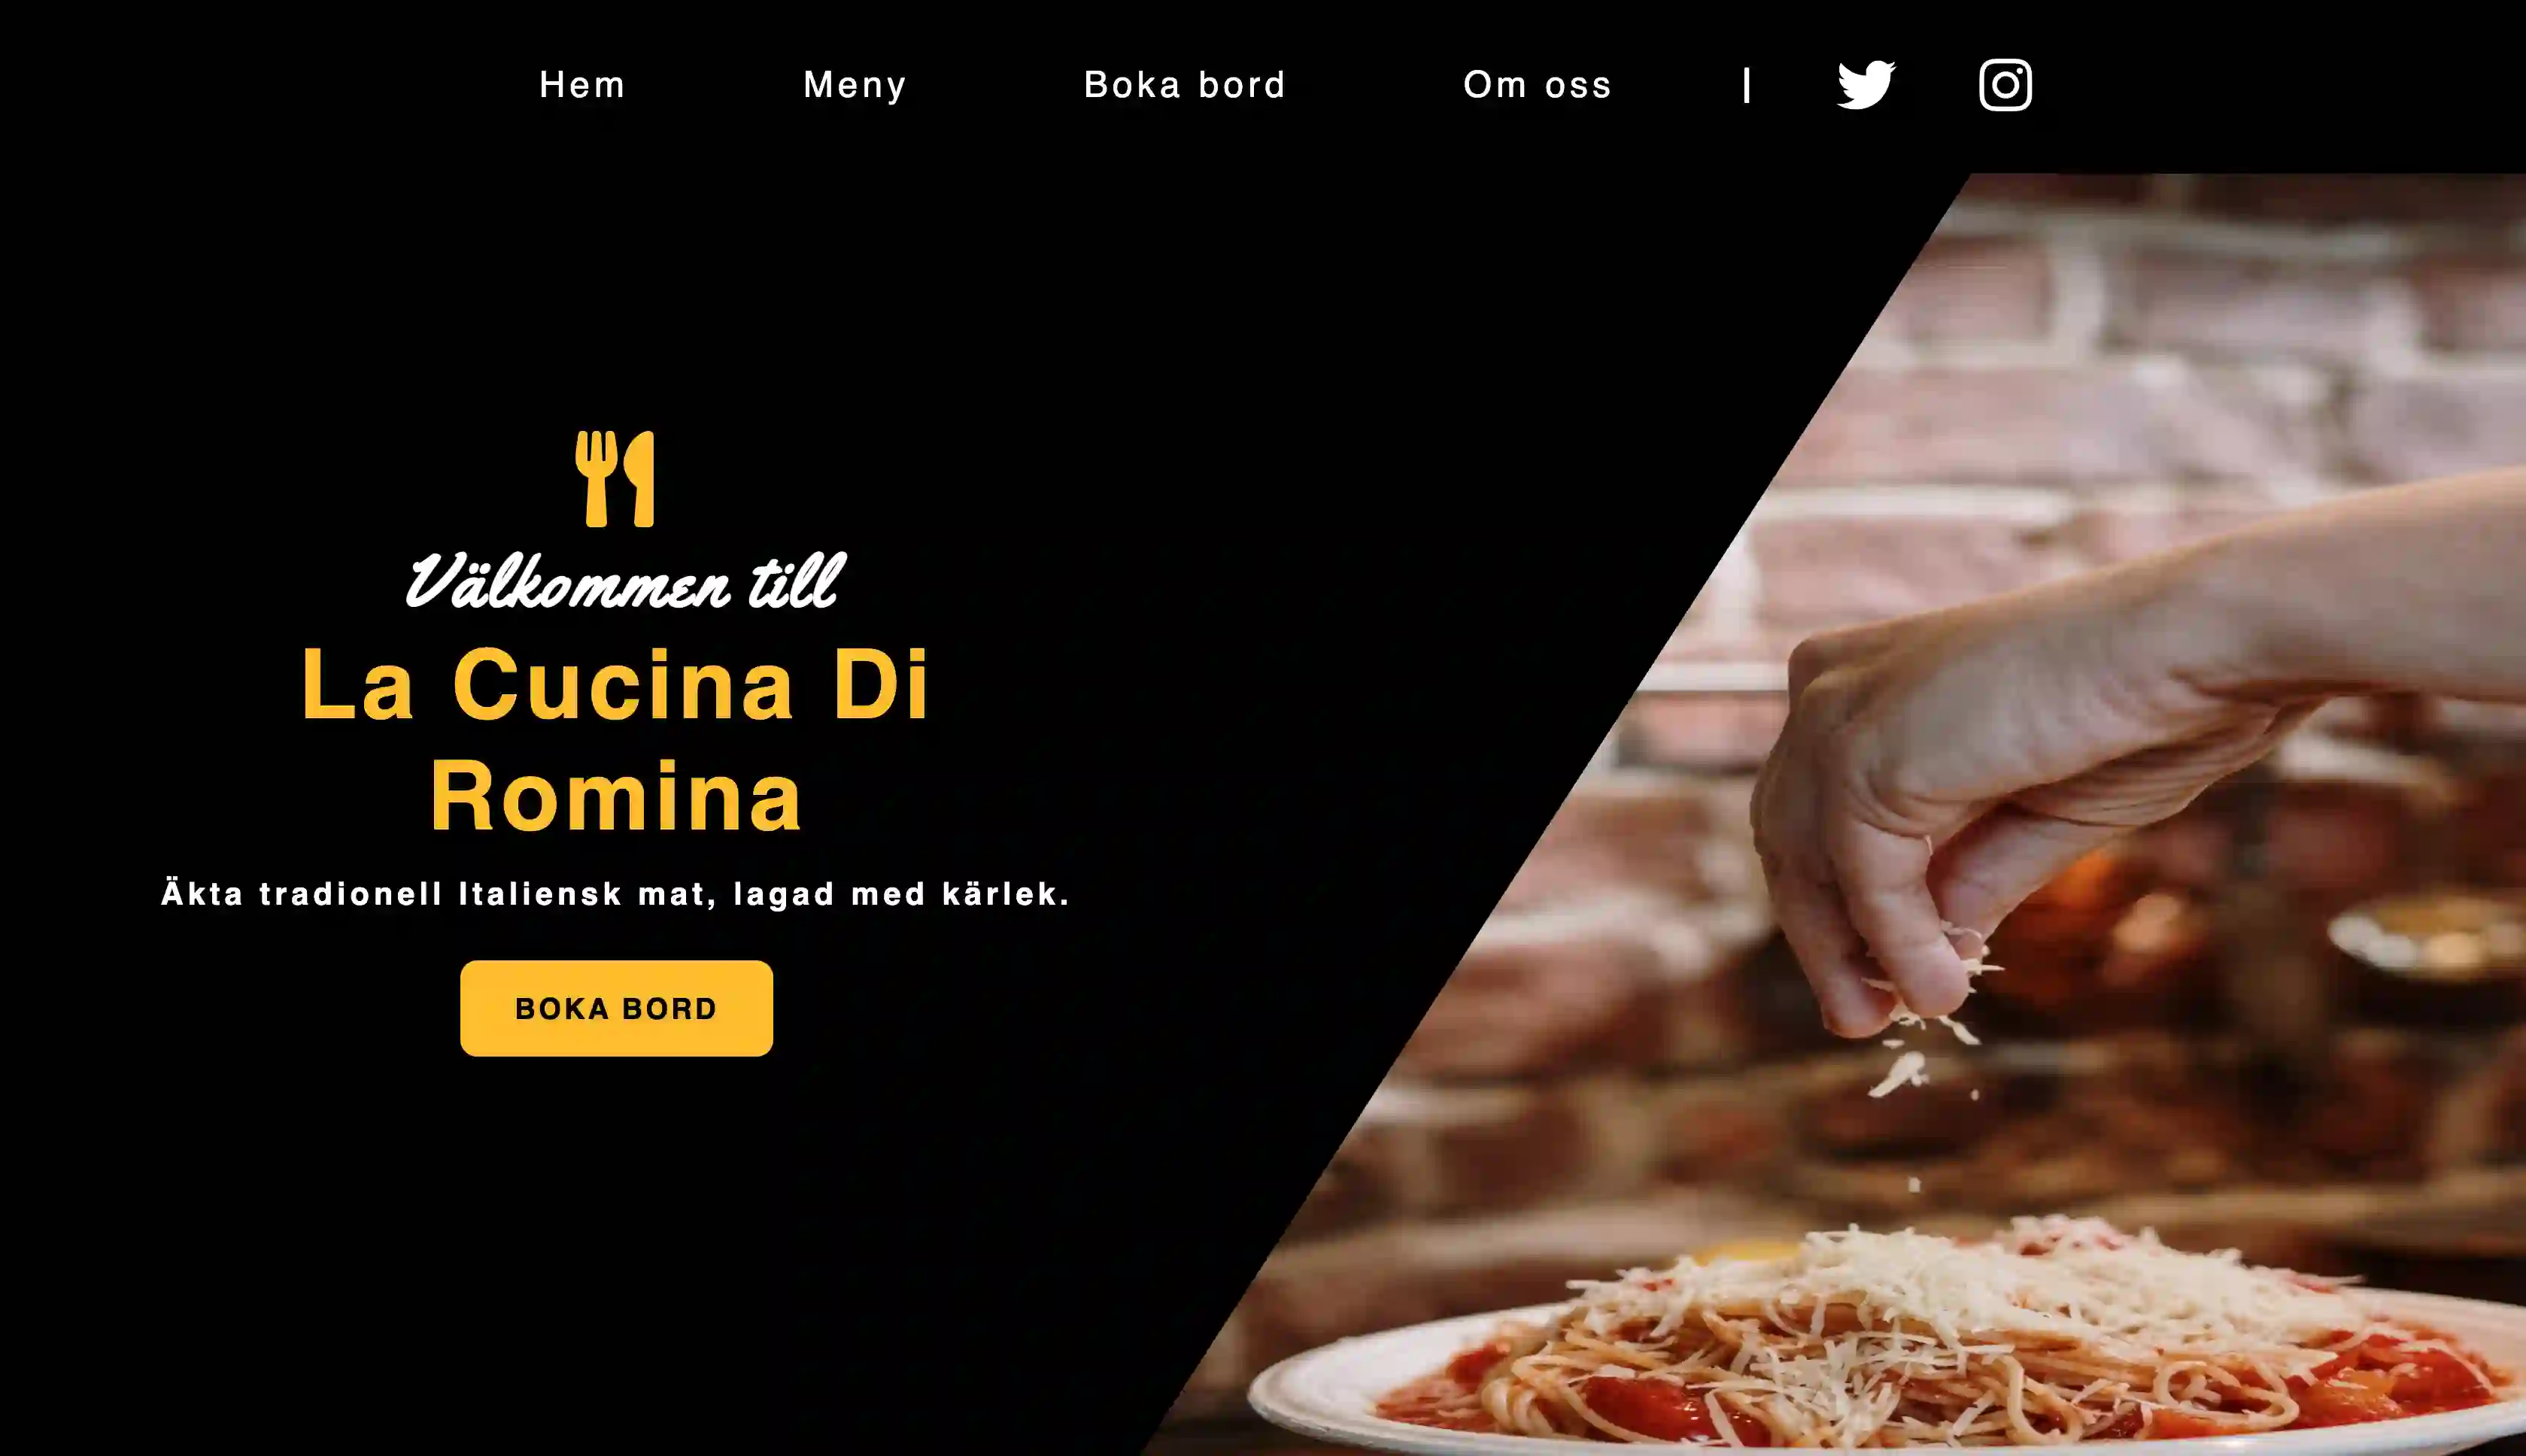 Hem Meny Boka bord Om oss |
Välkommen till
La Cucina Di
Romina
Äkta tradionell Italiensk mat, lagad med kärlek.
BOKA BORD